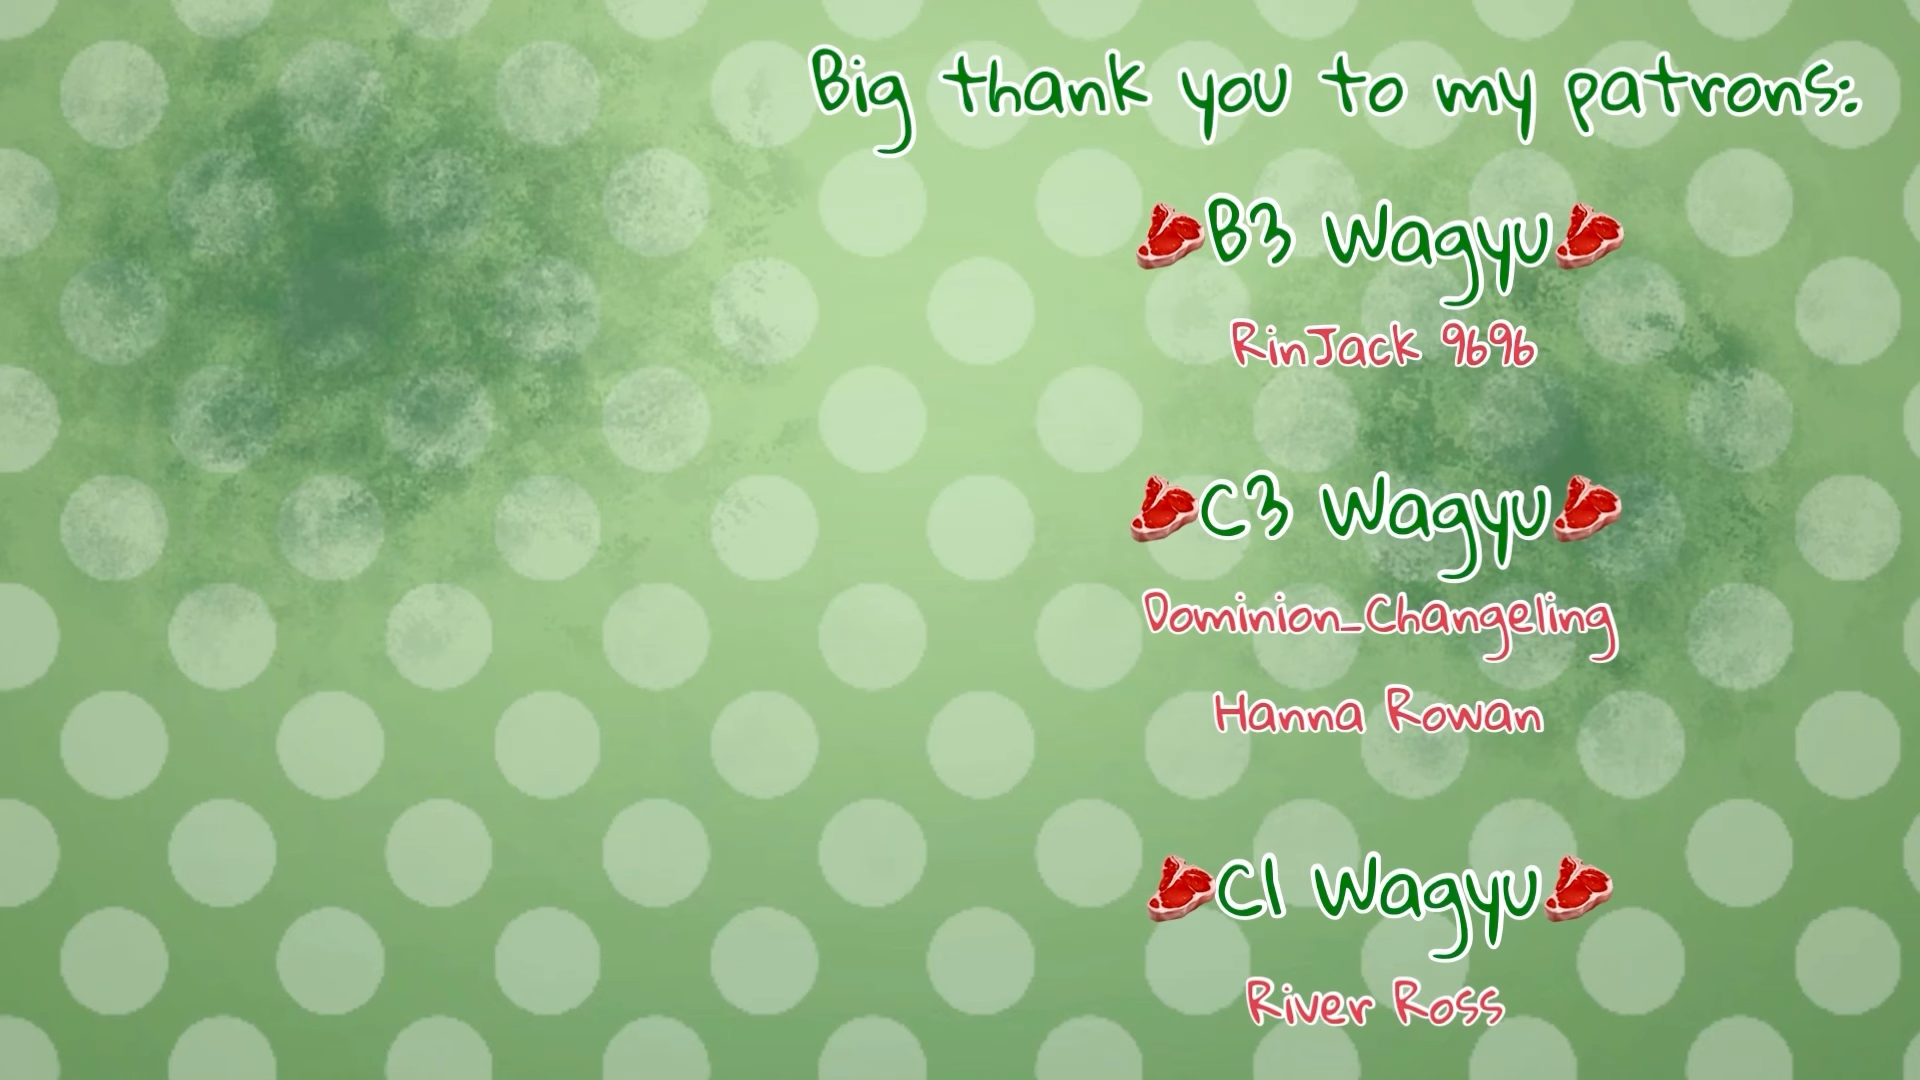 Big thank you to my patrons:
🥩B3 Wagyu🥩
RinJack 9696
🥩C3 Wagyu🥩
Dominion_Changeling
Hanna Rowan
🥩C1 Wagyu🥩
River Ross